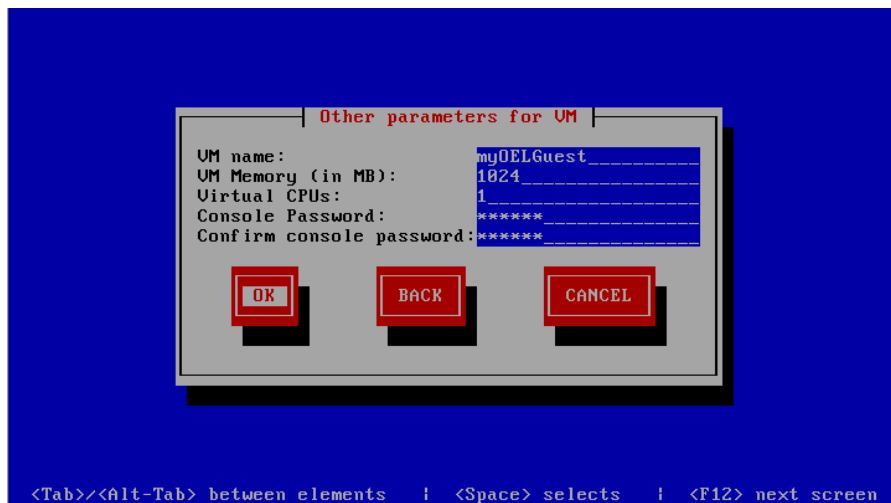 Other parameters for VM
VM name: myOELGuest__________
VM Memory (in MB): 1024________________
Virtual CPUs: 1___________________
Console Password: ******______________
Confirm console password: ******______________
OK BACK CANCEL
<Tab>/<Alt-Tab> between elements | <Space> selects | <F12> next screen